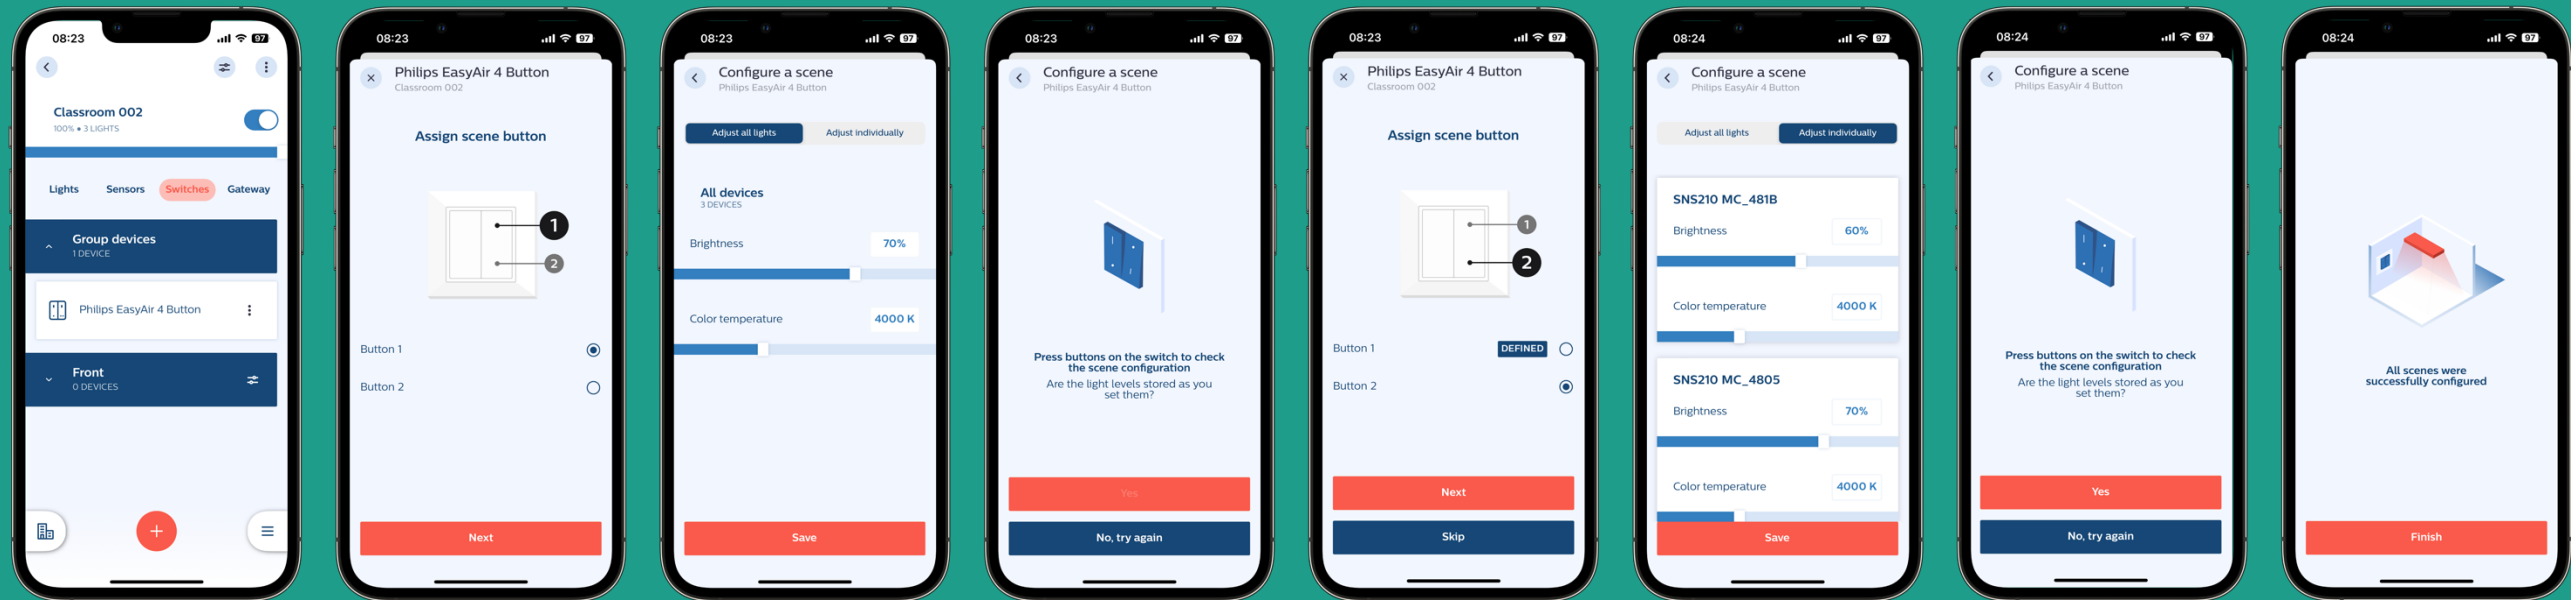 08:23
97
Classroom 002
100% • 3 LIGHTS
Lights Sensors Switches Gateway
Group devices
1 DEVICE
Philips EasyAir 4 Button
Front
0 DEVICES
08:23
97
Philips EasyAir 4 Button
Classroom 002
Assign scene button
1
2
Button 1
Button 2
Next
08:23
97
Configure a scene
Philips EasyAir 4 Button
Adjust all lights Adjust individually
All devices
3 DEVICES
Brightness 70%
Color temperature 4000 K
Save
08:23
97
Configure a scene
Philips EasyAir 4 Button
Press buttons on the switch to check
the scene configuration
Are the light levels stored as you
set them?
Yes
No, try again
08:23
97
Philips EasyAir 4 Button
Classroom 002
Assign scene button
1
2
Button 1 DEFINED
Button 2
Next
Skip
08:24
97
Configure a scene
Philips EasyAir 4 Button
Adjust all lights Adjust individually
SNS210 MC_481B
Brightness 60%
Color temperature 4000 K
SNS210 MC_4805
Brightness 70%
Color temperature 4000 K
Save
08:24
97
Configure a scene
Philips EasyAir 4 Button
Press buttons on the switch to check
the scene configuration
Are the light levels stored as you
set them?
Yes
No, try again
08:24
97
All scenes were
successfully configured
Finish